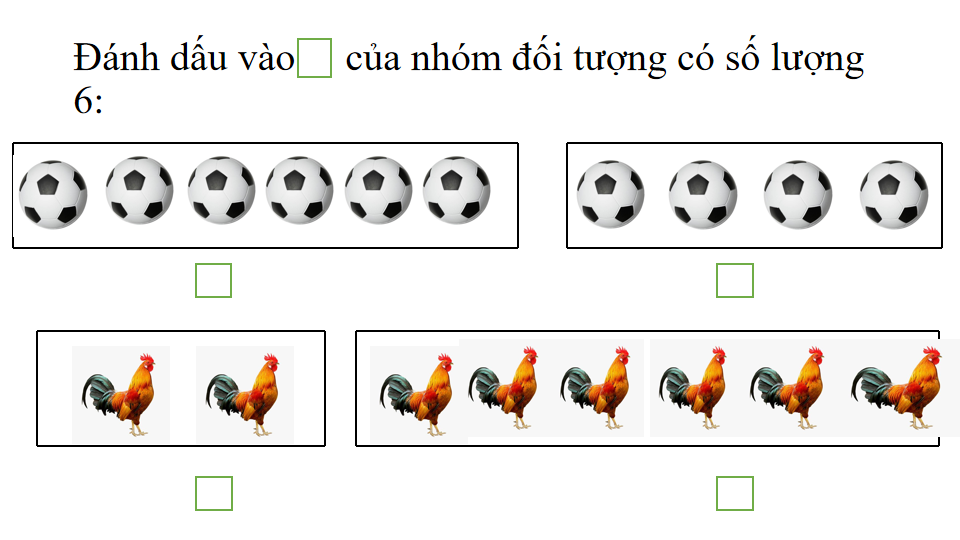 Đánh dấu vào của nhóm đối tượng có số lượng
6: